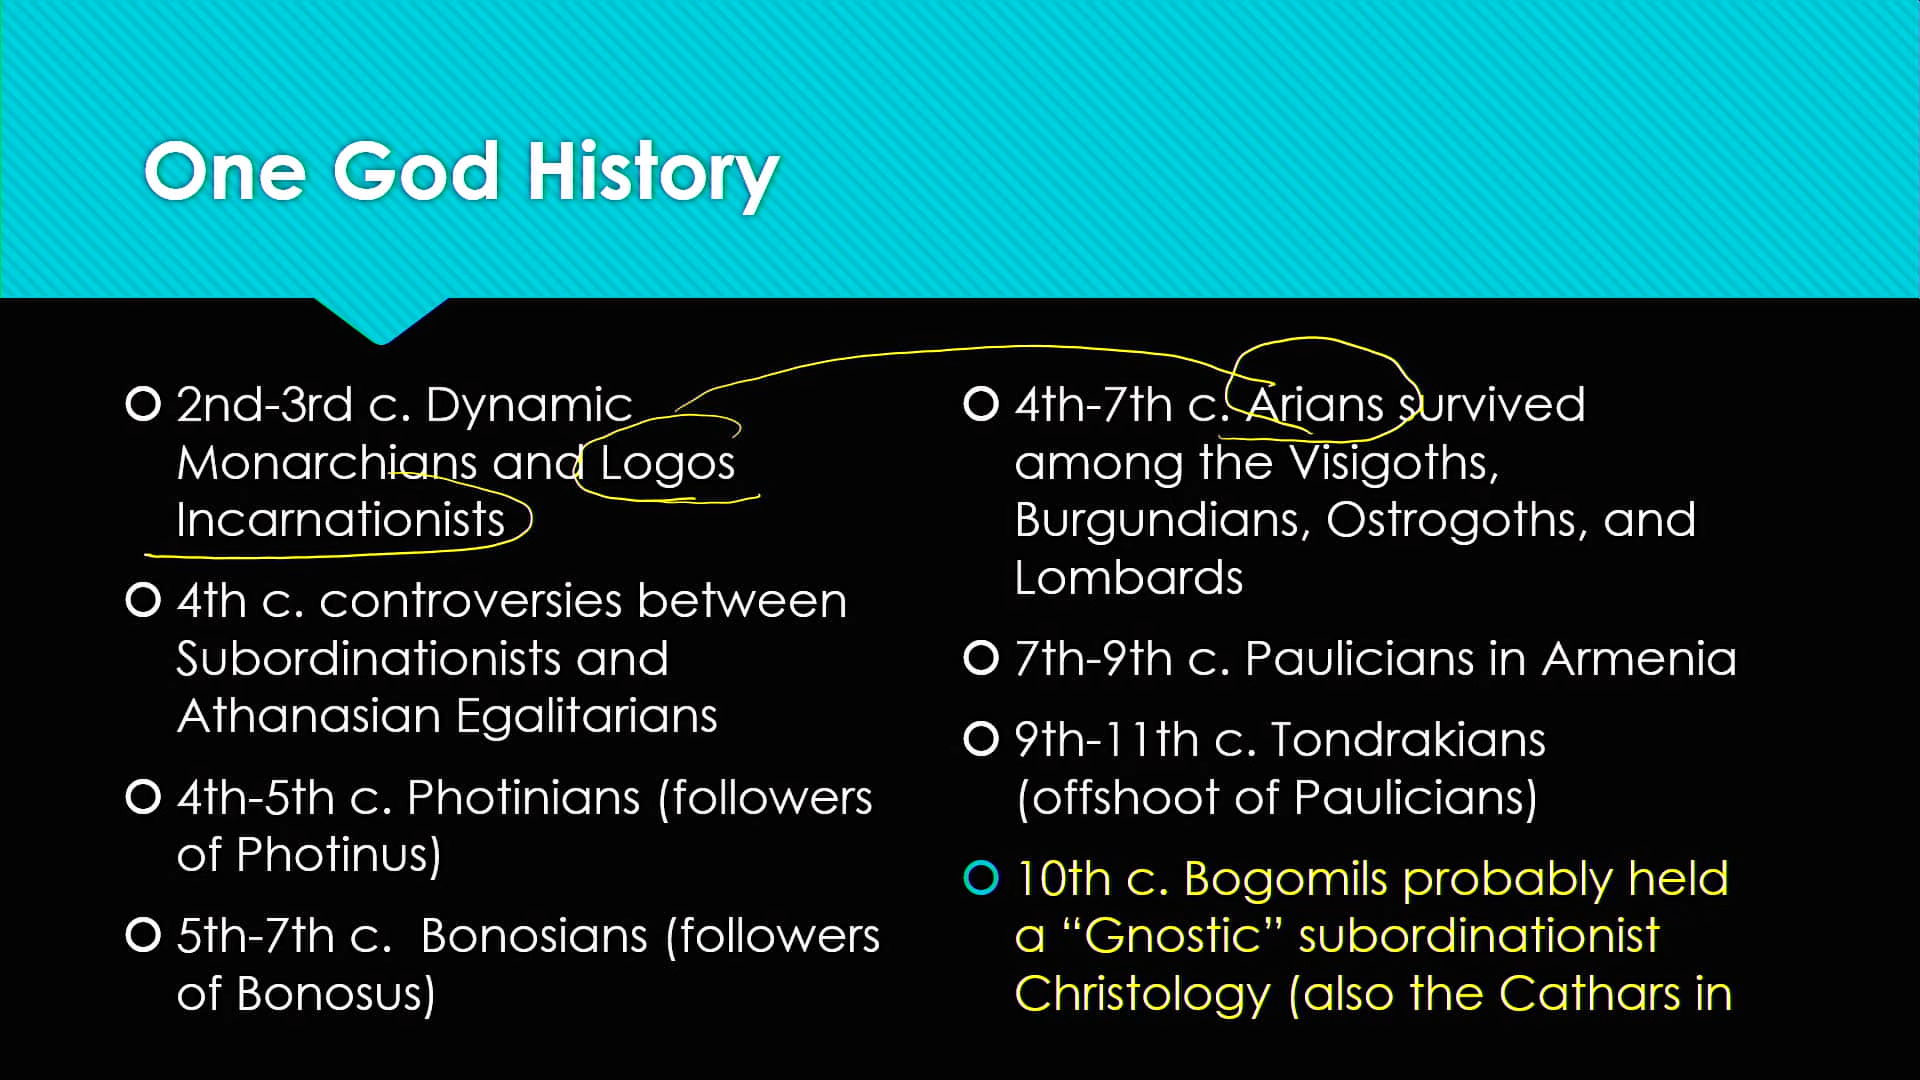 One God History
2nd-3rd c. Dynamic
Monarchians and Logos
Incarnationists
4th c. controversies between
Subordinationists and
Athanasian Egalitarians
4th-5th c. Photinians (followers
of Photinus)
5th-7th c.  Bonosians (followers
of Bonosus)
4th-7th c. Arians survived
among the Visigoths,
Burgundians, Ostrogoths, and
Lombards
7th-9th c. Paulicians in Armenia
9th-11th c. Tondrakians
(offshoot of Paulicians)
10th c. Bogomils probably held
a “Gnostic” subordinationist
Christology (also the Cathars in